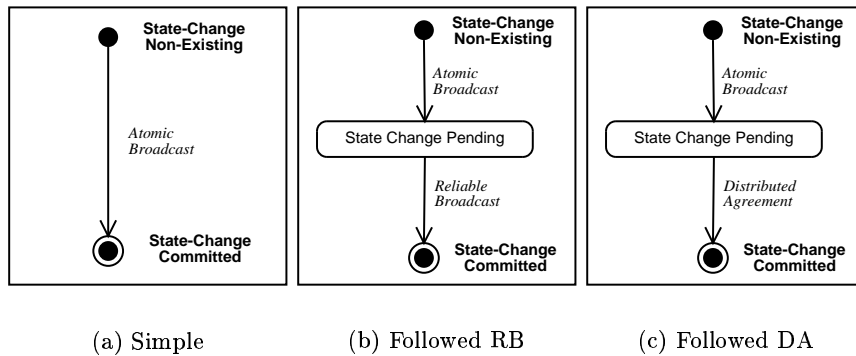 State-Change
Non-Existing
Atomic
Broadcast
State-Change
Committed
(a) Simple
State-Change
Non-Existing
Atomic
Broadcast
State Change Pending
Reliable
Broadcast
State-Change
Committed
(b) Followed RB
State-Change
Non-Existing
Atomic
Broadcast
State Change Pending
Distributed
Agreement
State-Change
Committed
(c) Followed DA